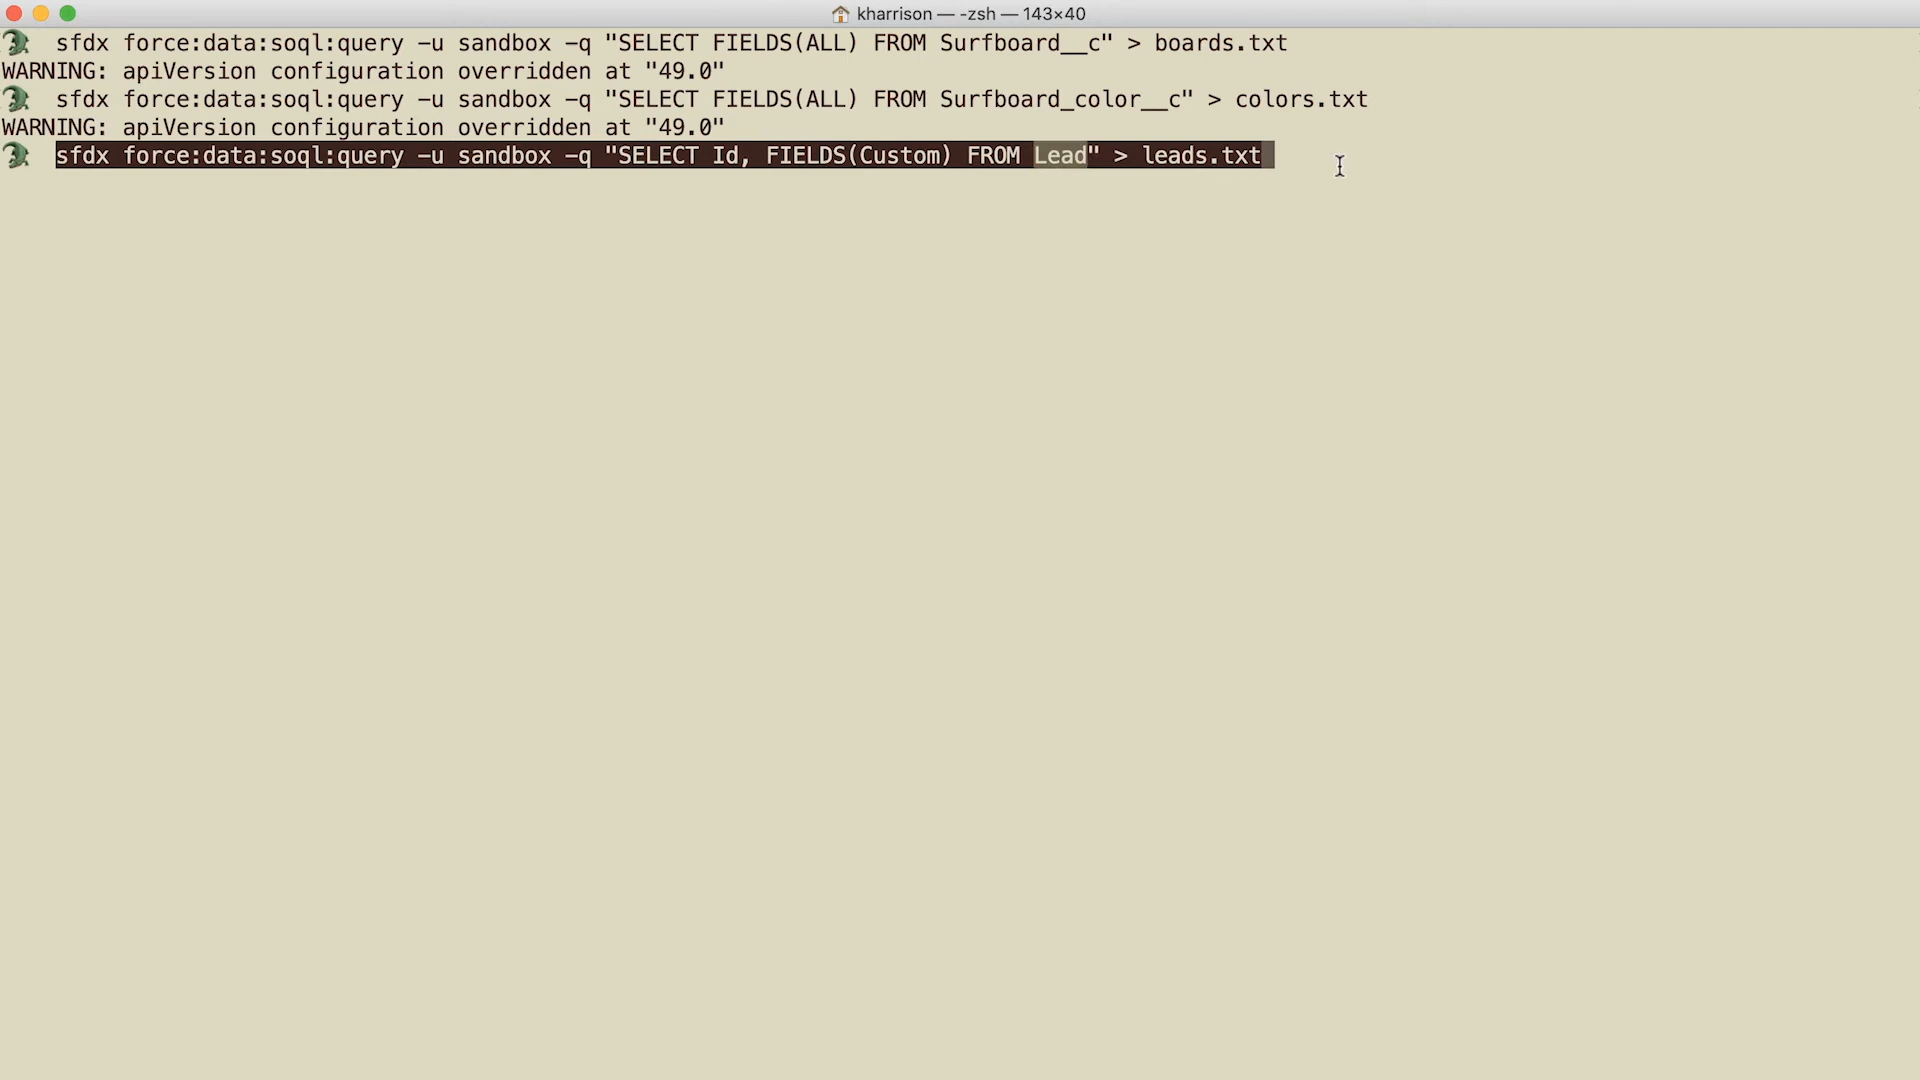 kharrison — -zsh — 143×40
sfdx force:data:soql:query -u sandbox -q "SELECT FIELDS(ALL) FROM Surfboard__c" > boards.txt
WARNING: apiVersion configuration overridden at "49.0"
sfdx force:data:soql:query -u sandbox -q "SELECT FIELDS(ALL) FROM Surfboard_color__c" > colors.txt
WARNING: apiVersion configuration overridden at "49.0"
sfdx force:data:soql:query -u sandbox -q "SELECT Id, FIELDS(Custom) FROM Lead" > leads.txt